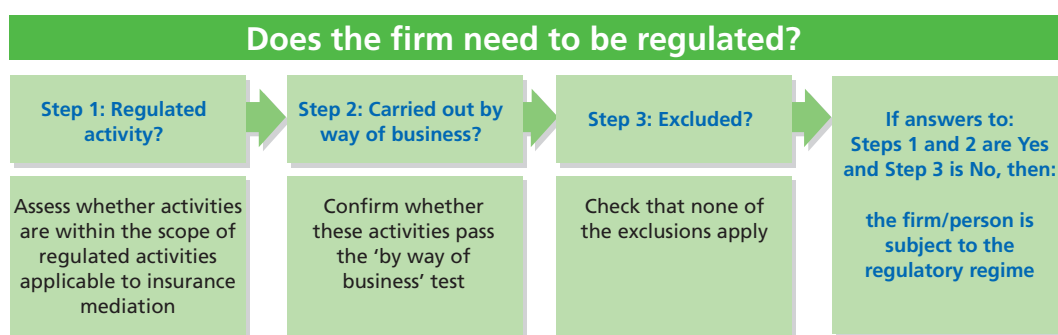 Does the firm need to be regulated?
Step 1: Regulated
activity?
Assess whether activities
are within the scope of
regulated activities
applicable to insurance
mediation
Step 2: Carried out by
way of business?
Confirm whether
these activities pass
the ‘by way of
business’ test
Step 3: Excluded?
Check that none of
the exclusions apply
If answers to:
Steps 1 and 2 are Yes
and Step 3 is No, then:
the firm/person is
subject to the
regulatory regime